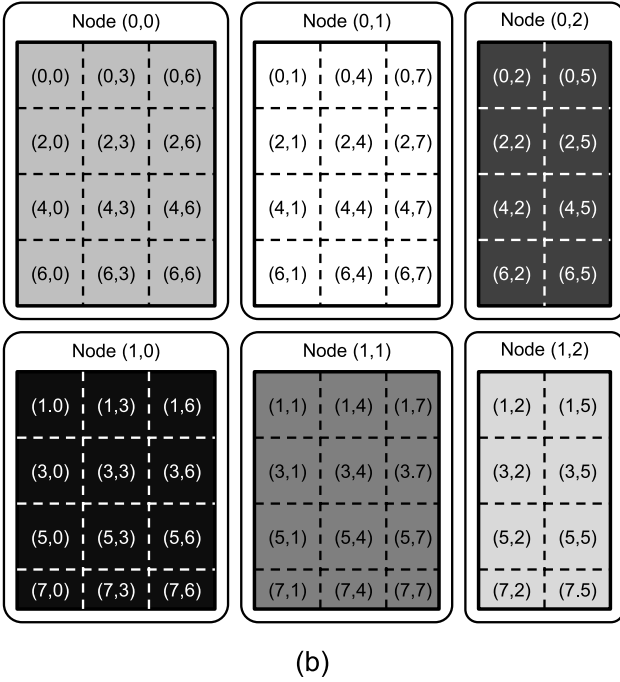 Node (0,0) Node (0,1) Node (0,2)
(0,0) (0,3) (0,6) (0,1) (0,4) (0,7) (0,2) (0,5)
(2,0) (2,3) (2,6) (2,1) (2,4) (2,7) (2,2) (2,5)
(4,0) (4,3) (4,6) (4,1) (4,4) (4,7) (4,2) (4,5)
(6,0) (6,3) (6,6) (6,1) (6,4) (6,7) (6,2) (6,5)
Node (1,0) Node (1,1) Node (1,2)
(1.0) (1,3) (1,6) (1,1) (1,4) (1,7) (1,2) (1,5)
(3,0) (3,3) (3,6) (3,1) (3,4) (3.7) (3,2) (3,5)
(5,0) (5,3) (5,6) (5,1) (5,4) (5,7) (5,2) (5,5)
(7,0) (7,3) (7,6) (7,1) (7,4) (7,7) (7,2) (7.5)
(b)